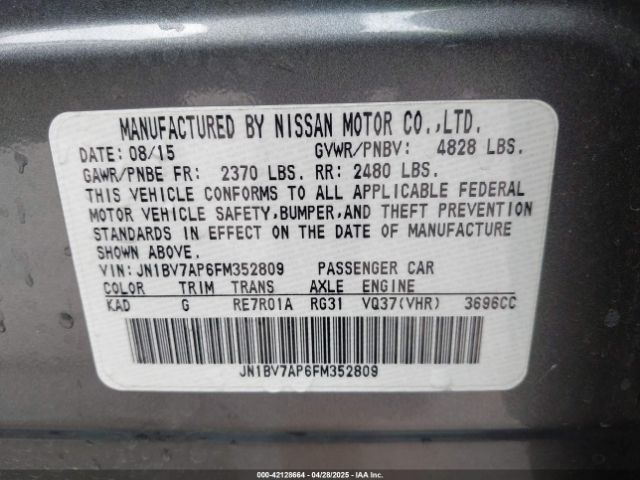 MANUFACTURED BY NISSAN MOTOR CO.,LTD.
DATE: 08/15 GVWR/PNBV: 4828 LBS.
GAWR/PNBE FR: 2370 LBS. RR: 2480 LBS.
THIS VEHICLE CONFORMS TO ALL APPLICABLE FEDERAL
MOTOR VEHICLE SAFETY,BUMPER,AND THEFT PREVENTION
STANDARDS IN EFFECT ON THE DATE OF MANUFACTURE
SHOWN ABOVE.
VIN: JN1BV7AP6FM352809 PASSENGER CAR
COLOR TRIM TRANS AXLE ENGINE
KAD G RE7R01A RG31 VQ37(VHR) 3696CC
JN1BV7AP6FM352809
000-42128664 | 04/28/2025 - IAA, Inc.